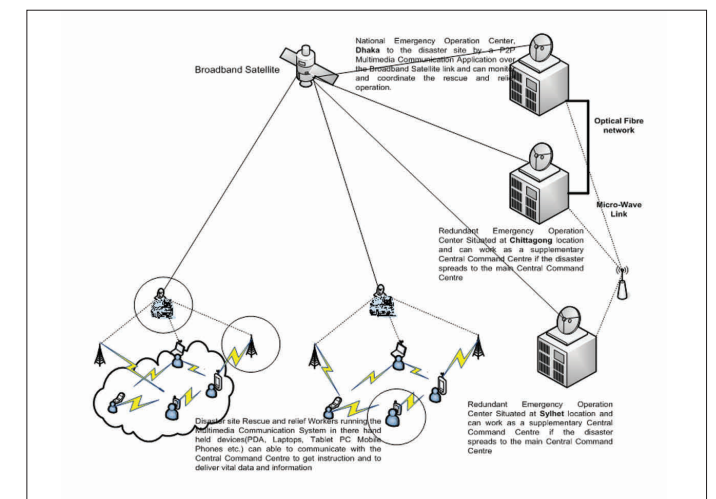 National Emergency Operation Center,
Dhaka to the disaster site by a P2P
Multimedia Communication Application over
the Broadband Satellite link and can monitor
and coordinate the rescue and relief
operation.
Broadband Satellite
Optical Fibre
network
Micro-Wave
Link
Redundant Emergency Operation
Center Situated at Chittagong location
and can work as a supplementary
Central Command Centre if the disaster
spreads to the main Central Command
Centre
Redundant Emergency Operation
Center Situated at Sylhet location and
can work as a supplementary Central
Command Centre if the disaster
spreads to the main Central Command
Centre
Disaster site Rescue and relief Workers running the
Multimedia Communication System in there hand
held devices(PDA, Laptops, Tablet PC Mobile
Phones etc.) can able to communicate with the
Central Command Centre to get instruction and to
deliver vital data and information